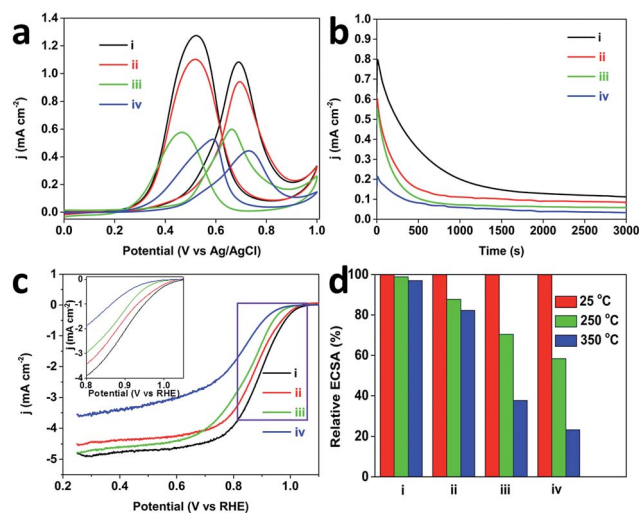 a
j (mA cm⁻²)
1.4
1.2
1.0
0.8
0.6
0.4
0.2
0.0
i
ii
iii
iv
0.0 0.2 0.4 0.6 0.8 1.0
Potential (V vs Ag/AgCl)
b
j (mA cm⁻²)
1.0
0.9
0.8
0.7
0.6
0.5
0.4
0.3
0.2
0.1
0.0
i
ii
iii
iv
0 500 1000 1500 2000 2500 3000
Time (s)
c
j (mA cm⁻²)
0
-1
-2
-3
-4
-5
-6
j (mA cm⁻²)
0
-1
-2
-3
-4
0.8 0.9 1.0
Potential (V vs RHE)
i
ii
iii
iv
0.2 0.4 0.6 0.8 1.0
Potential (V vs RHE)
d
Relative ECSA (%)
100
80
60
40
20
0
25 °C
250 °C
350 °C
i ii iii iv